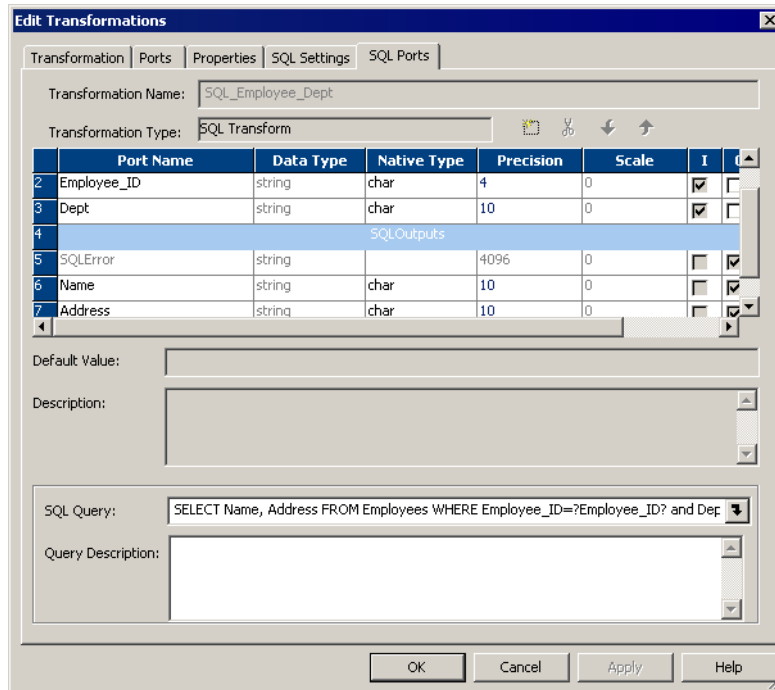 Edit Transformations
Transformation Ports Properties SQL Settings SQL Ports
Transformation Name: SQL_Employee_Dept
Transformation Type: SQL Transform
Port Name Data Type Native Type Precision Scale I
2 Employee_ID string char 4 0
3 Dept string char 10 0
4 SQLOutputs
5 SQLError string 4096 0
6 Name string char 10 0
7 Address string char 10 0
Default Value:
Description:
SQL Query: SELECT Name, Address FROM Employees WHERE Employee_ID=?Employee_ID? and Dep
Query Description:
OK Cancel Apply Help